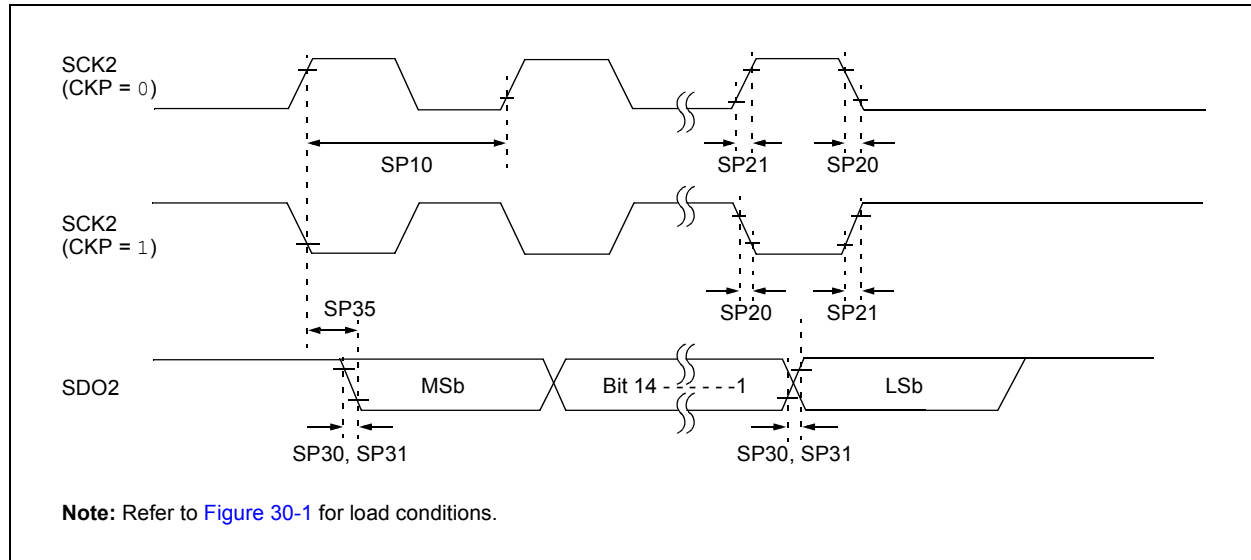 SCK2
(CKP = 0)
SP10
SP21
SP20
SCK2
(CKP = 1)
SP35
SP20
SP21
SDO2
MSb
Bit 14 - - - - - - -1
LSb
SP30, SP31
SP30, SP31
Note: Refer to Figure 30-1 for load conditions.